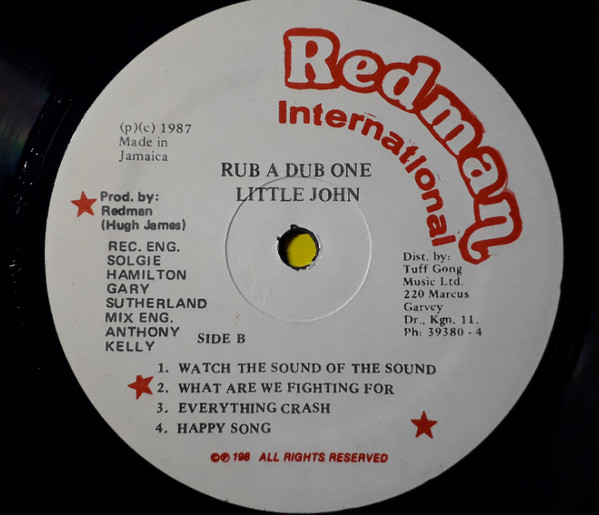 Redman
International
(p)(c) 1987
Made in
Jamaica
RUB A DUB ONE
LITTLE JOHN
Prod. by:
Redman
(Hugh James)
REC. ENG.
SOLGIE
HAMILTON
GARY
SUTHERLAND
MIX ENG.
ANTHONY
KELLY
Dist. by:
Tuff Gong
Music Ltd.
220 Marcus
Garvey
Dr., Kgn, 11.
Ph: 39380 - 4
SIDE B
1. WATCH THE SOUND OF THE SOUND
2. WHAT ARE WE FIGHTING FOR
3. EVERYTHING CRASH
4. HAPPY SONG
©℗ 198 ALL RIGHTS RESERVED